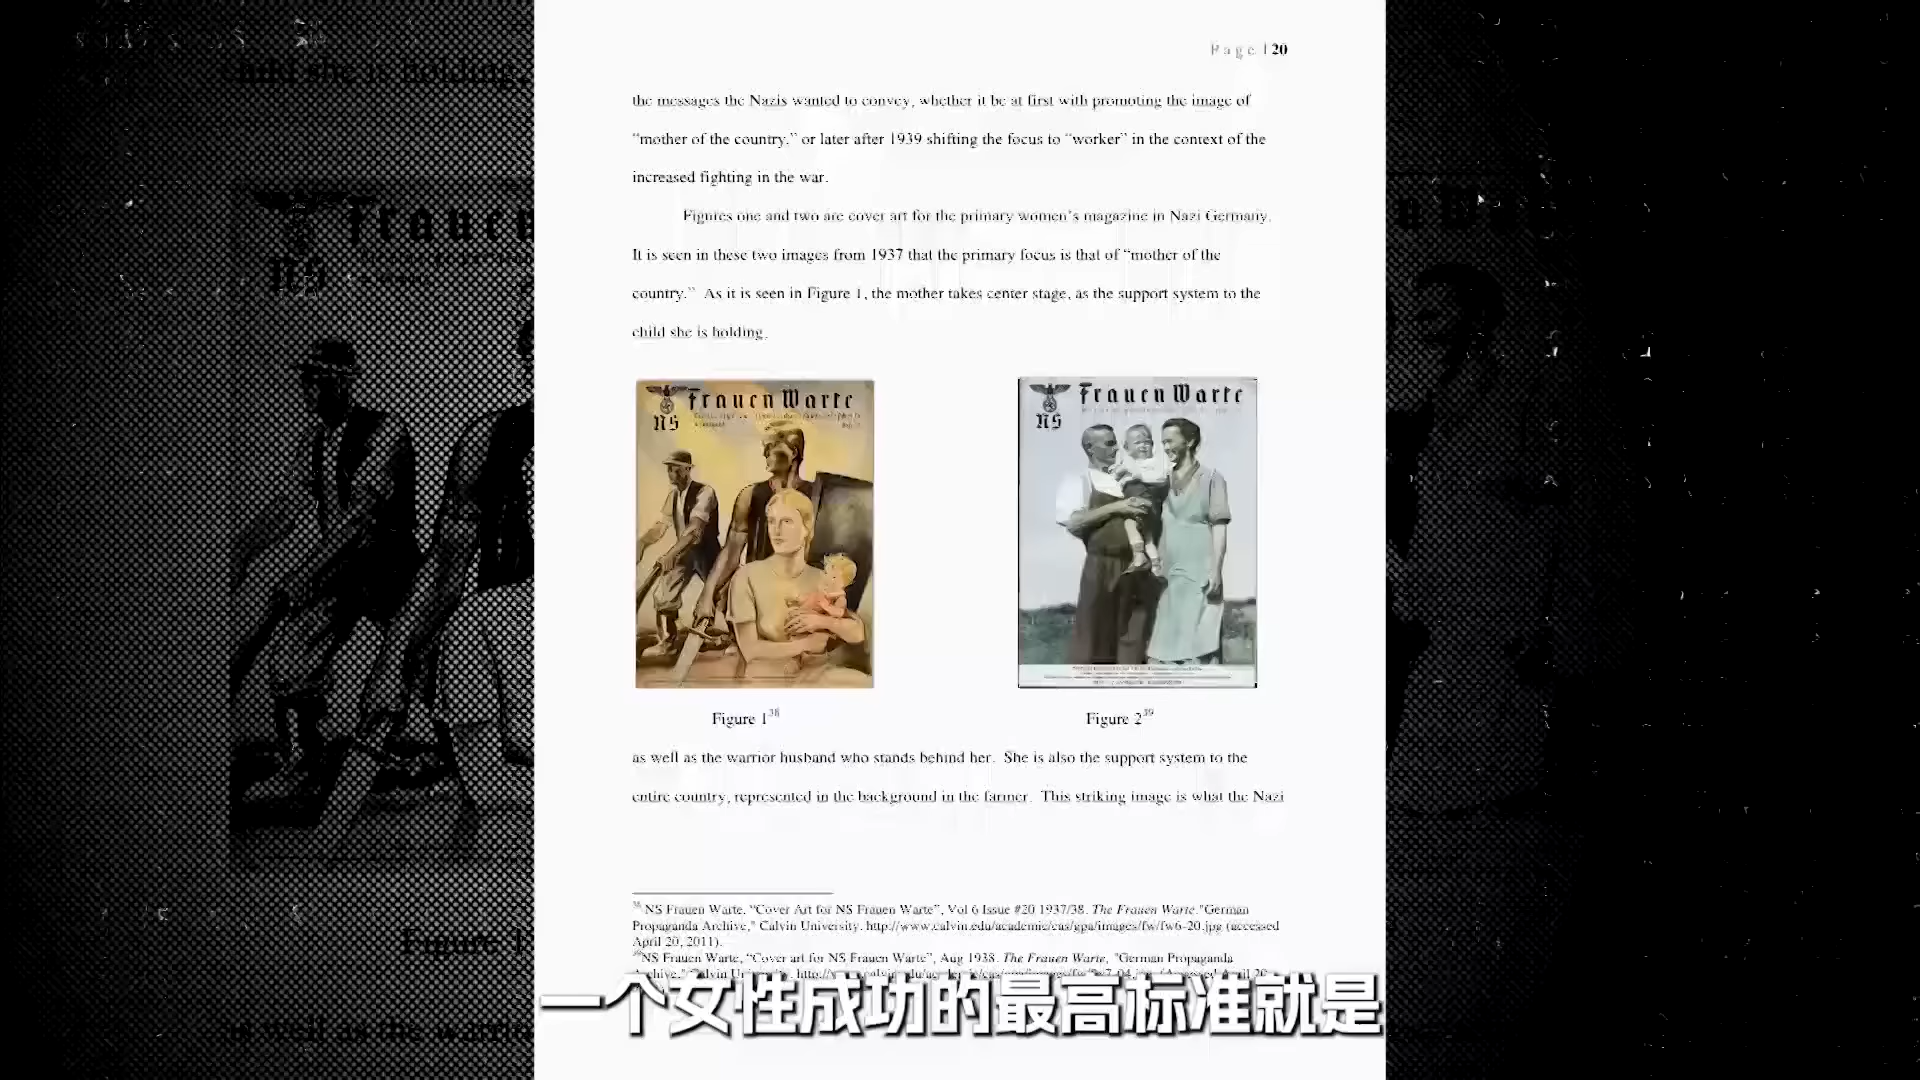 Page | 20
the messages the Nazis wanted to convey, whether it be at first with promoting the image of
“mother of the country,” or later after 1939 shifting the focus to “worker” in the context of the
increased fighting in the war.
Figures one and two are cover art for the primary women’s magazine in Nazi Germany.
It is seen in these two images from 1937 that the primary focus is that of “mother of the
country.” As it is seen in Figure 1, the mother takes center stage, as the support system to the
child she is holding,
Frauen Warte
NS
Frauen Warte
NS
Figure 1³⁸
Figure 2³⁹
as well as the warrior husband who stands behind her. She is also the support system to the
entire country, represented in the background in the farmer. This striking image is what the Nazi
³⁸ NS Frauen Warte, “Cover Art for NS Frauen Warte”, Vol 6 Issue #20 1937/38. The Frauen Warte."German
Propaganda Archive," Calvin University. http://www.calvin.edu/academic/cas/gpa/images/fw/fw6-20.jpg (accessed
April 20, 2011).
³⁹NS Frauen Warte, “Cover art for NS Frauen Warte”, Aug 1938. The Frauen Warte, "German Propaganda
一个女性成功的最高标准就是